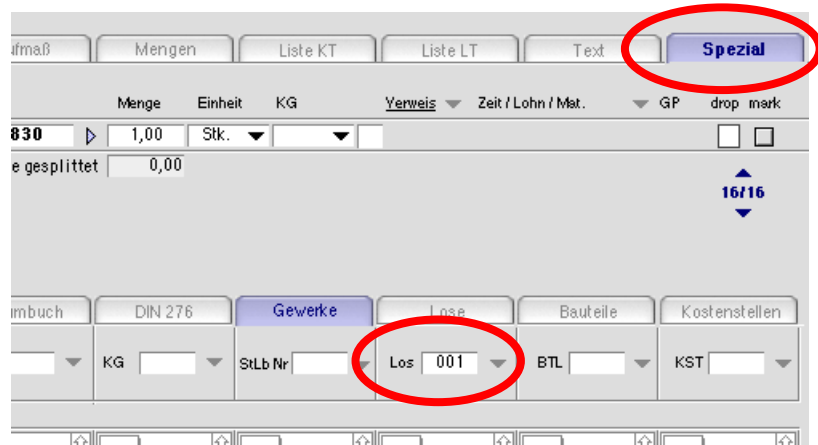 ufmaß Mengen Liste KT Liste LT Text Spezial
Menge Einheit KG Verweis Zeit / Lohn / Mat. GP drop mark
830 1,00 Stk.
e gesplittet 0,00
16/16
mbuch DIN 276 Gewerke Lose Bauteile Kostenstellen
KG StLb Nr Los 001 BTL KST